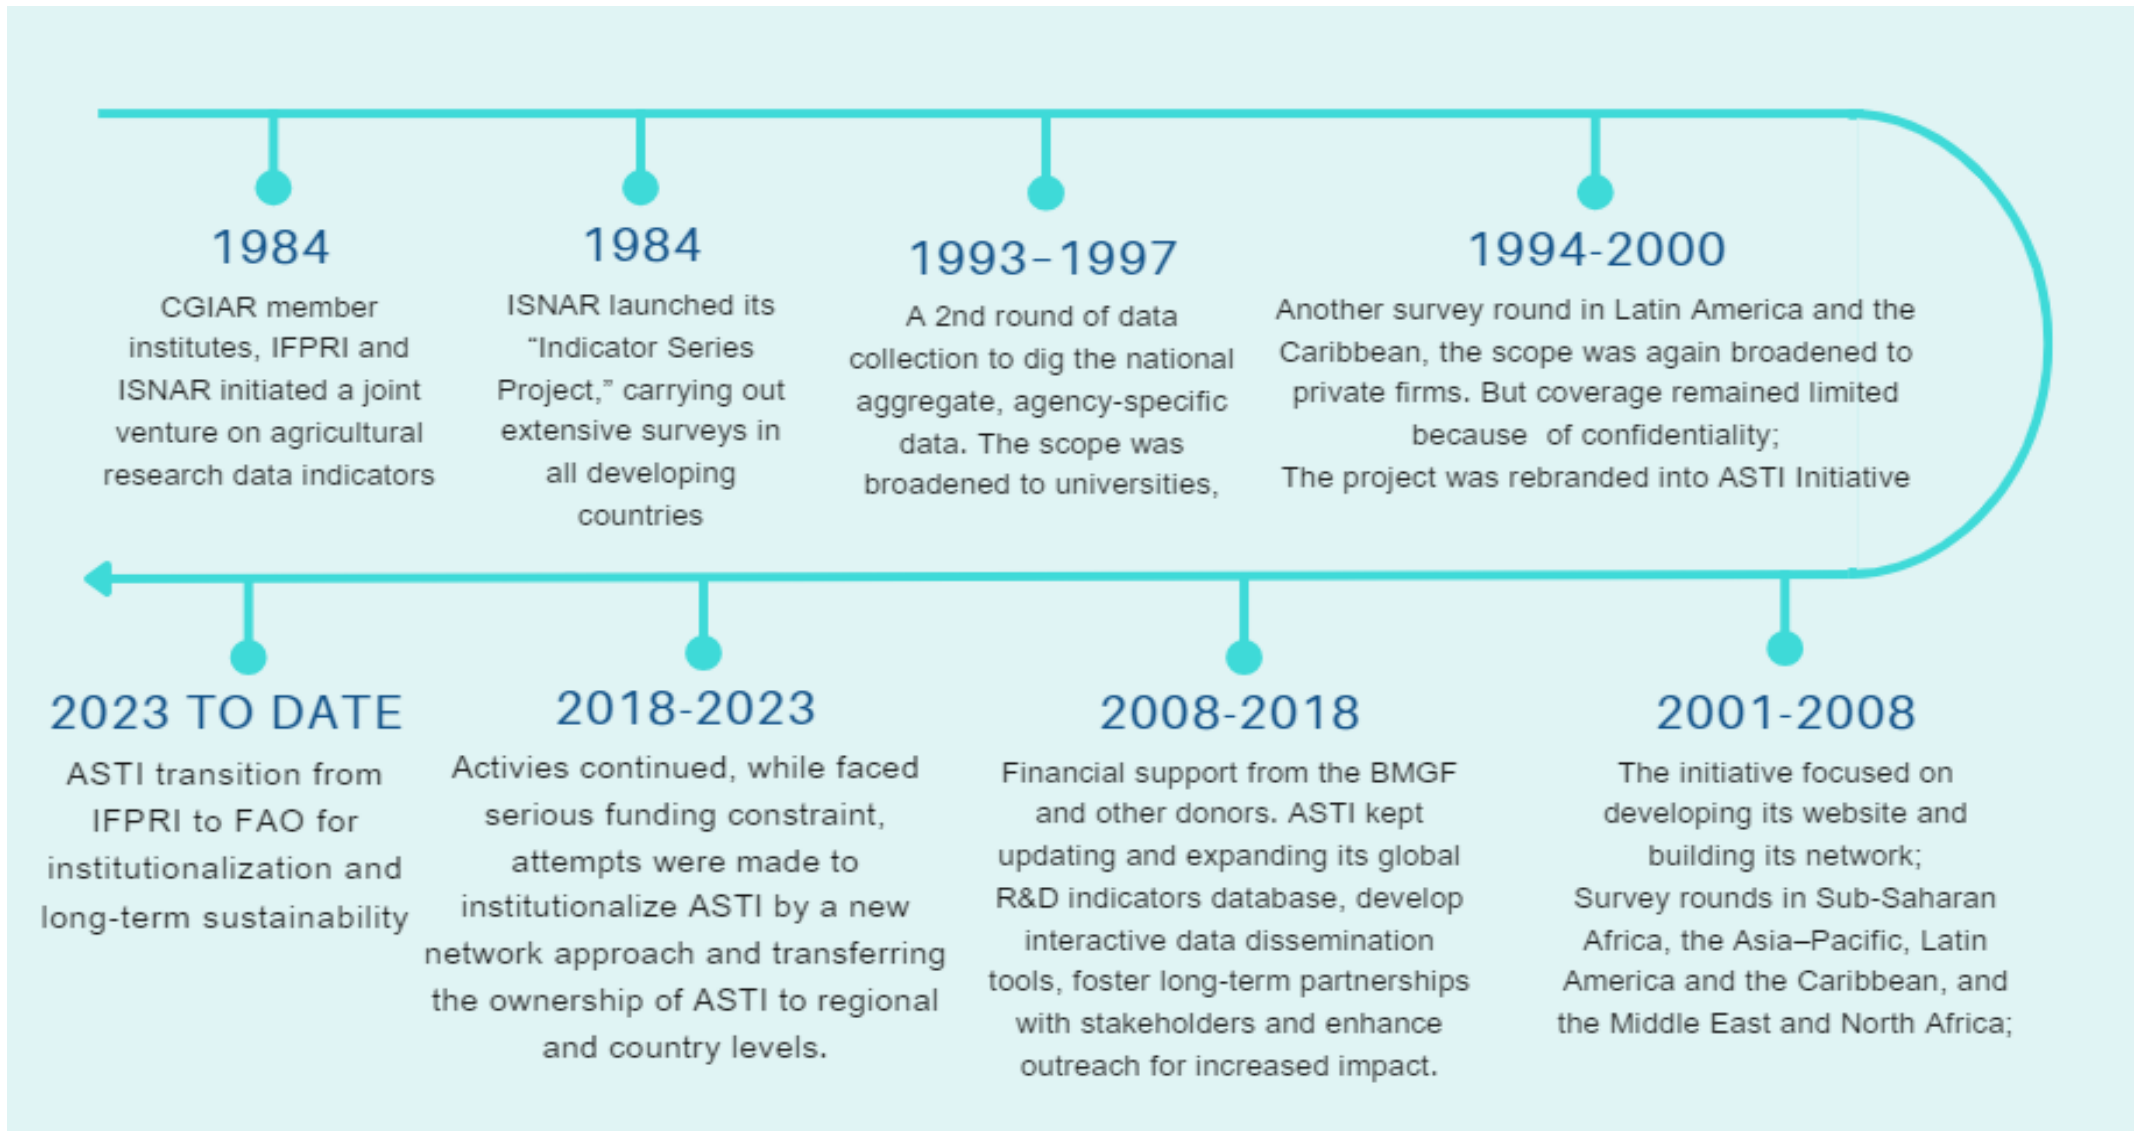 1984
CGIAR member
institutes, IFPRI and
ISNAR initiated a joint
venture on agricultural
research data indicators
1984
ISNAR launched its
“Indicator Series
Project,” carrying out
extensive surveys in
all developing
countries
1993–1997
A 2nd round of data
collection to dig the national
aggregate, agency-specific
data. The scope was
broadened to universities,
1994-2000
Another survey round in Latin America and the
Caribbean, the scope was again broadened to
private firms. But coverage remained limited
because of confidentiality;
The project was rebranded into ASTI Initiative
2001-2008
The initiative focused on
developing its website and
building its network;
Survey rounds in Sub-Saharan
Africa, the Asia–Pacific, Latin
America and the Caribbean, and
the Middle East and North Africa;
2008-2018
Financial support from the BMGF
and other donors. ASTI kept
updating and expanding its global
R&D indicators database, develop
interactive data dissemination
tools, foster long-term partnerships
with stakeholders and enhance
outreach for increased impact.
2018-2023
Activies continued, while faced
serious funding constraint,
attempts were made to
institutionalize ASTI by a new
network approach and transferring
the ownership of ASTI to regional
and country levels.
2023 TO DATE
ASTI transition from
IFPRI to FAO for
institutionalization and
long-term sustainability